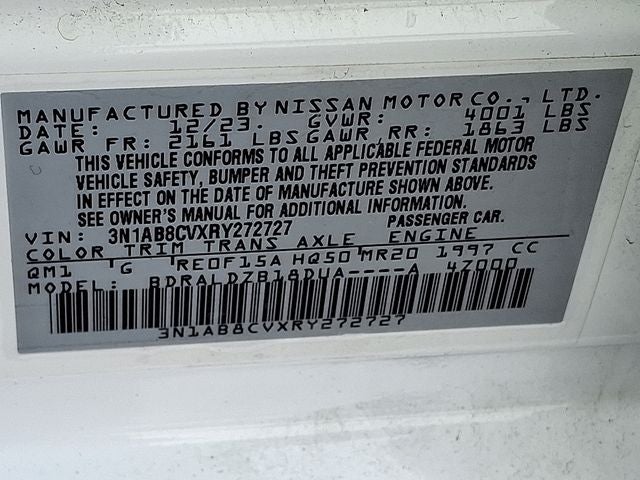 MANUFACTURED BY NISSAN MOTOR CO., LTD.
DATE: 12/23. GVWR: 4001 LBS
GAWR FR: 2161 LBS GAWR RR: 1863 LBS
THIS VEHICLE CONFORMS TO ALL APPLICABLE FEDERAL MOTOR
VEHICLE SAFETY, BUMPER AND THEFT PREVENTION STANDARDS
IN EFFECT ON THE DATE OF MANUFACTURE SHOWN ABOVE.
SEE OWNER'S MANUAL FOR ADDITIONAL INFORMATION.
VIN: 3N1AB8CVXRY272727 PASSENGER CAR.
COLOR TRIM TRANS AXLE ENGINE
QM1 G RE0F15A HQ50 MR20 1997 CC
MODEL: BDRALDZB18DUA----A 47000
3N1AB8CVXRY272727